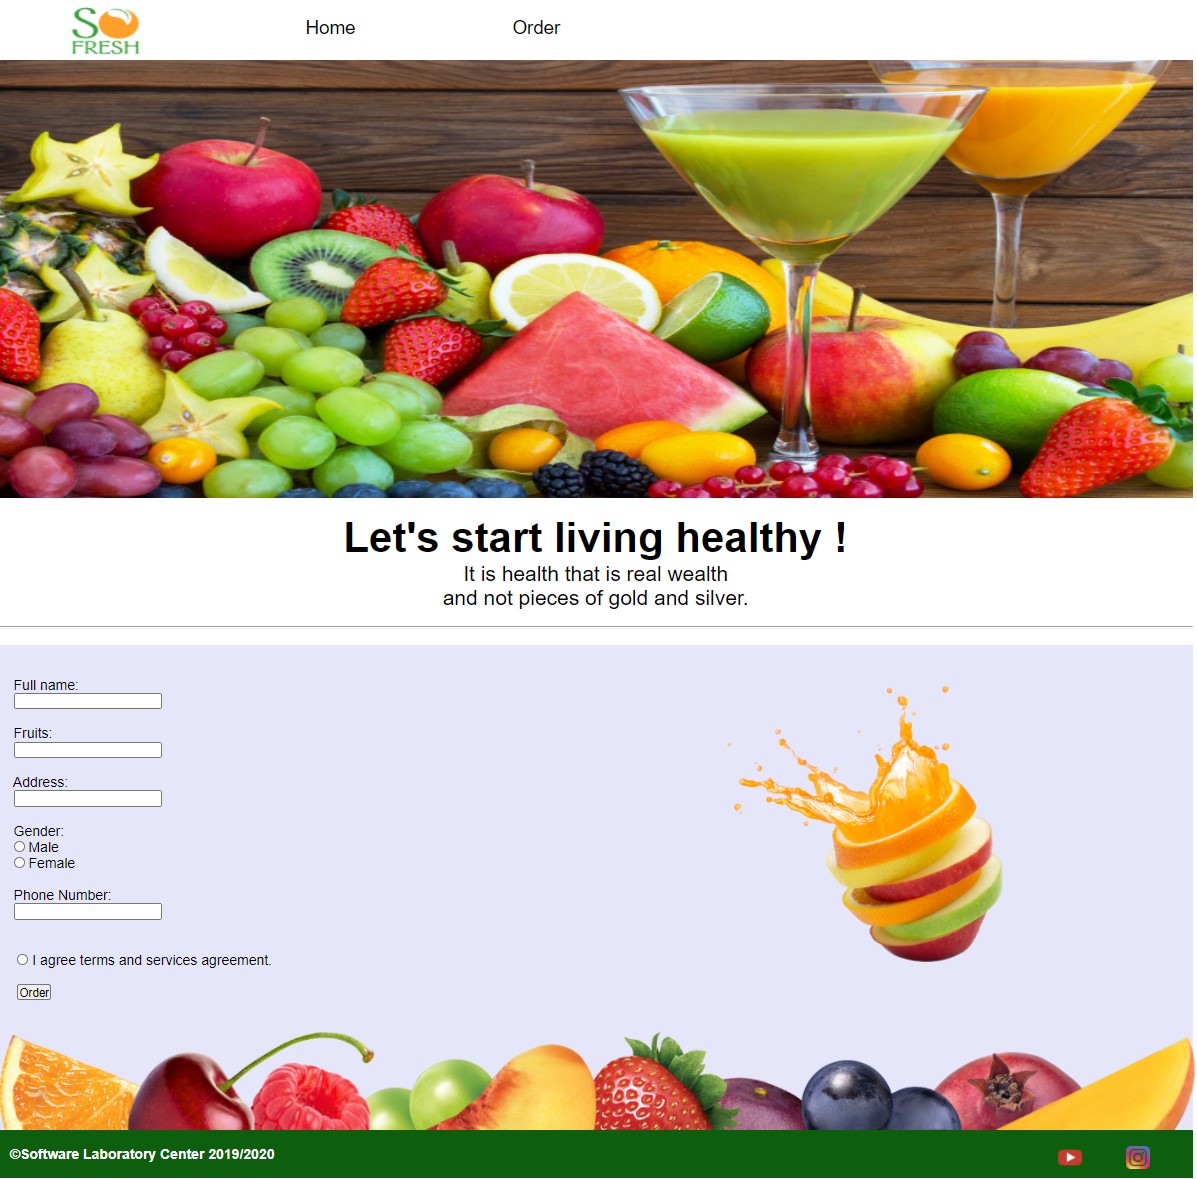 SO
FRESH
Home
Order
Let's start living healthy !
It is health that is real wealth
and not pieces of gold and silver.
Full name:
Fruits:
Address:
Gender:
Male
Female
Phone Number:
I agree terms and services agreement.
Order
©Software Laboratory Center 2019/2020